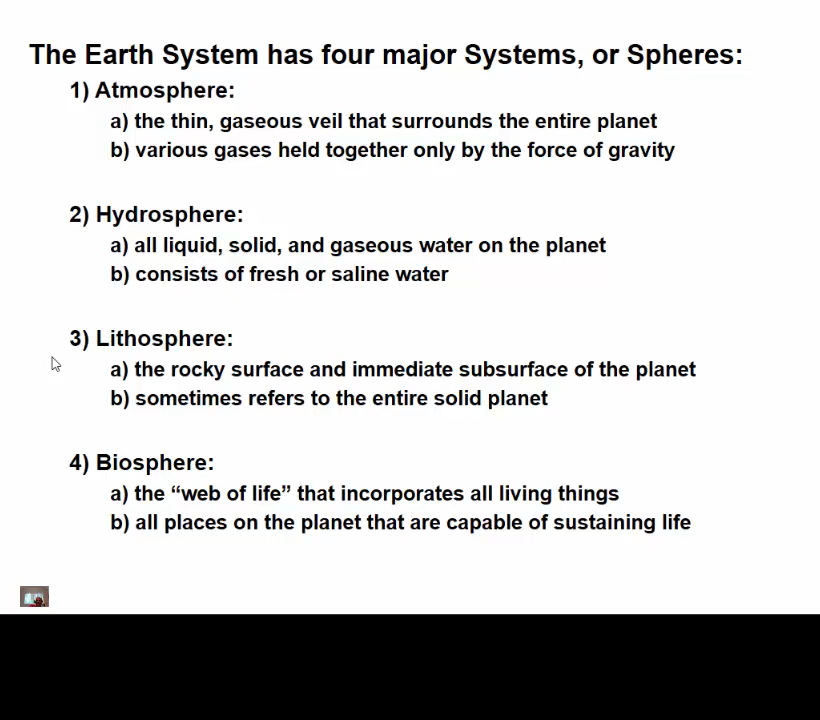 The Earth System has four major Systems, or Spheres:
1) Atmosphere:
a) the thin, gaseous veil that surrounds the entire planet
b) various gases held together only by the force of gravity
2) Hydrosphere:
a) all liquid, solid, and gaseous water on the planet
b) consists of fresh or saline water
3) Lithosphere:
a) the rocky surface and immediate subsurface of the planet
b) sometimes refers to the entire solid planet
4) Biosphere:
a) the “web of life” that incorporates all living things
b) all places on the planet that are capable of sustaining life